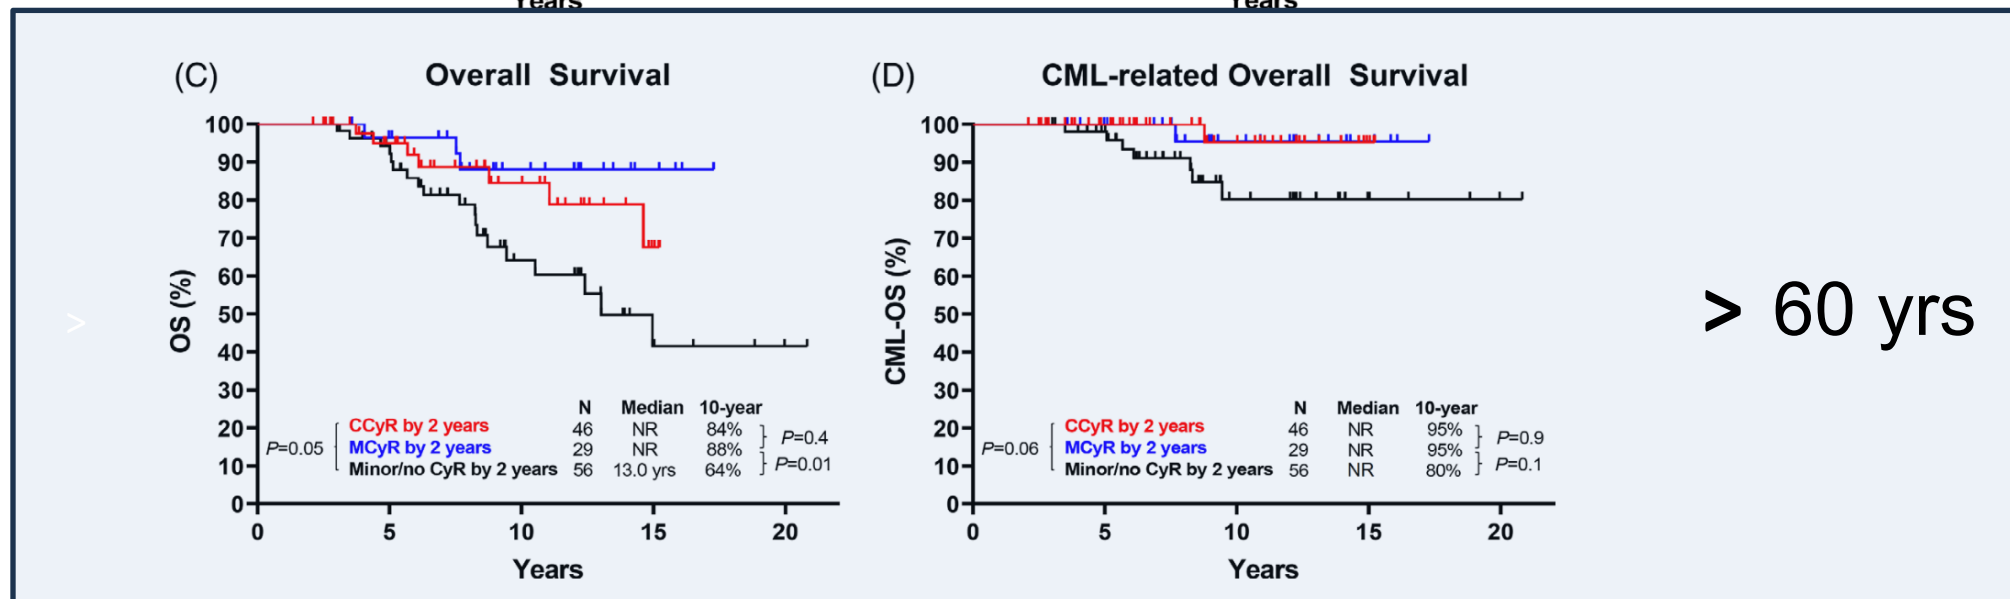 Years Years
(C) Overall Survival
OS (%)
100
90
80
70
60
50
40
30
20
10
0
N Median 10-year
CCyR by 2 years 46 NR 84%
MCyR by 2 years 29 NR 88%
Minor/no CyR by 2 years 56 13.0 yrs 64%
P=0.05
P=0.4
P=0.01
0 5 10 15 20
Years
(D) CML-related Overall Survival
CML-OS (%)
100
90
80
70
60
50
40
30
20
10
0
N Median 10-year
CCyR by 2 years 46 NR 95%
MCyR by 2 years 29 NR 95%
Minor/no CyR by 2 years 56 NR 80%
P=0.06
P=0.9
P=0.1
0 5 10 15 20
Years
>
> 60 yrs